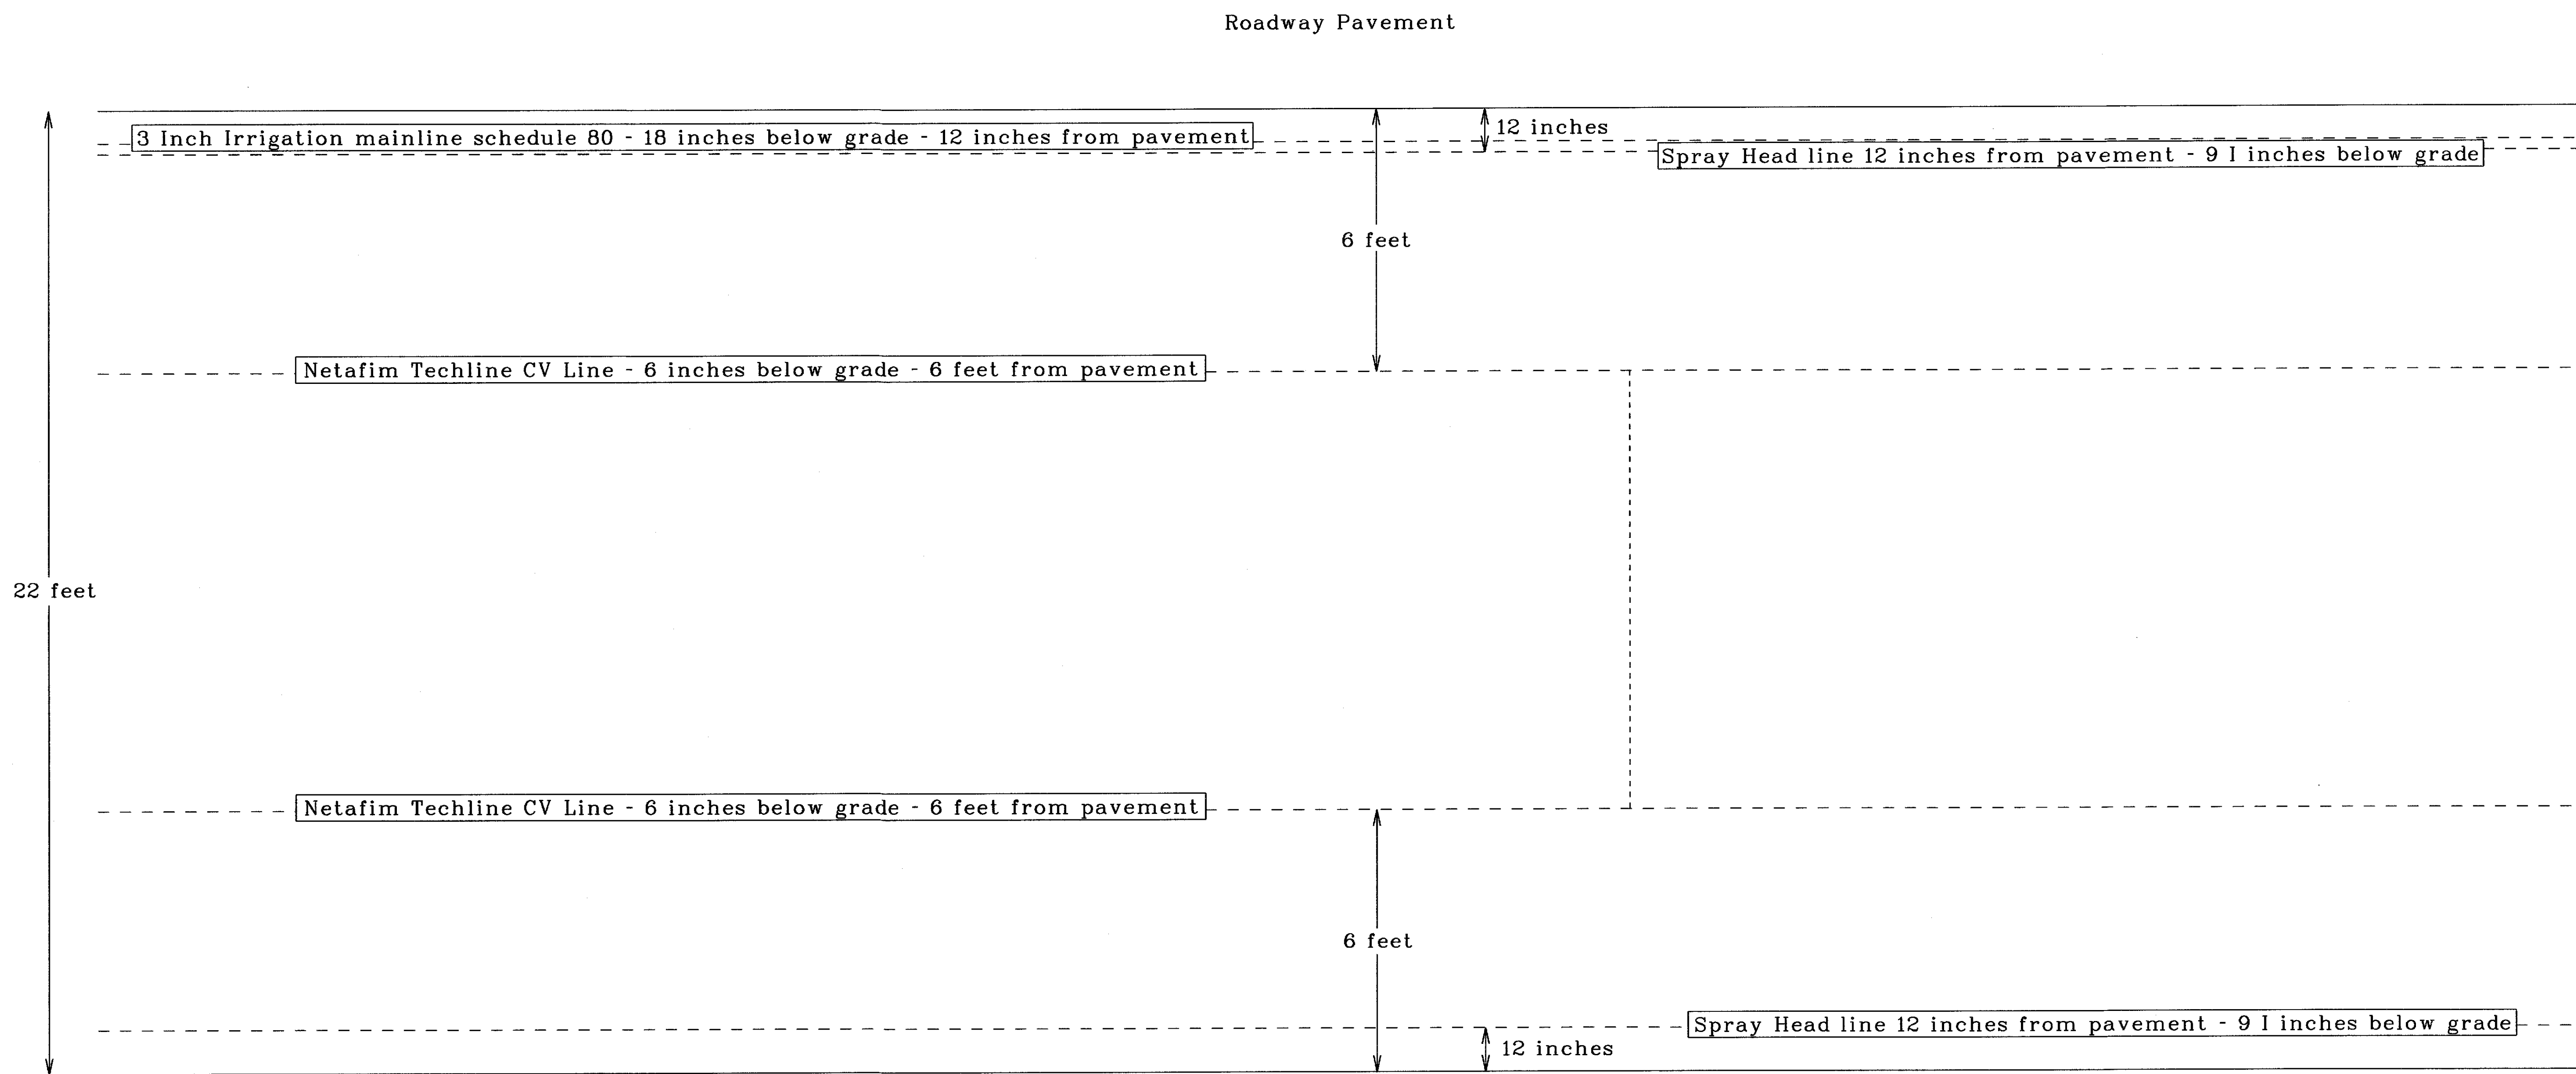 Roadway Pavement
3 Inch Irrigation mainline schedule 80 - 18 inches below grade - 12 inches from pavement
12 inches
Spray Head line 12 inches from pavement - 9 I inches below grade
6 feet
Netafim Techline CV Line - 6 inches below grade - 6 feet from pavement
22 feet
Netafim Techline CV Line - 6 inches below grade - 6 feet from pavement
6 feet
Spray Head line 12 inches from pavement - 9 I inches below grade
12 inches